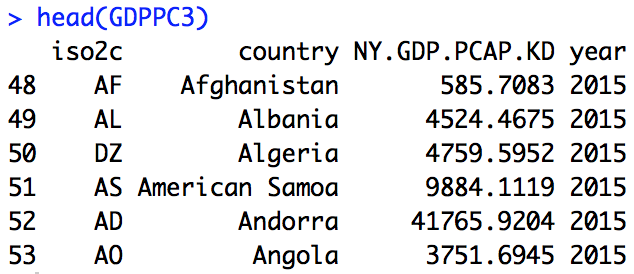 > head(GDPPC3)
iso2c country NY.GDP.PCAP.KD year
48 AF Afghanistan 585.7083 2015
49 AL Albania 4524.4675 2015
50 DZ Algeria 4759.5952 2015
51 AS American Samoa 9884.1119 2015
52 AD Andorra 41765.9204 2015
53 AO Angola 3751.6945 2015